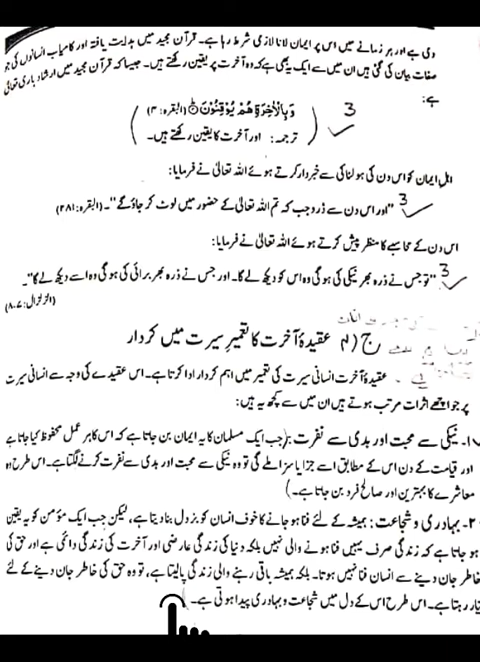 دی ہے اور ہر زمانے میں اس پر ایمان لانا لازمی شرط رہا ہے۔ قرآن مجید میں ہدایت یافتہ اور کامیاب انسانوں کی جو
صفات بیان کی گئی ہیں ان میں سے ایک یہ بھی ہے کہ وہ آخرت پر یقین رکھتے ہیں۔ جیسا کہ قرآن مجید میں ارشاد باری تعالیٰ
ہے:
وَبِالْاٰخِرَةِ هُمْ يُوْقِنُوْنَ (البقرہ: ۴) 3
( ترجمہ: اور آخرت کا یقین رکھتے ہیں۔ )
اہل ایمان کو اس دن کی ہولناکی سے خبردار کرتے ہوئے اللہ تعالیٰ نے فرمایا:
3 "اور اس دن سے ڈرو جب کہ تم اللہ تعالیٰ کے حضور میں لوٹ کر جاؤ گے"۔ (البقرہ: ۲۸۱)
اس دن کے محاسبے کا منظر پیش کرتے ہوئے اللہ تعالیٰ نے فرمایا:
3 "تو جس نے ذرہ بھر نیکی کی ہوگی وہ اس کو دیکھ لے گا۔ اور جس نے ذرہ بھر برائی کی ہوگی وہ اسے دیکھ لے گا"۔
(الزلزال: ۷۔۸)
ج (۴ عقیدۂ آخرت کا تعمیرِ سیرت میں کردار
عقیدۂ آخرت انسانی سیرت کی تعمیر میں اہم کردار ادا کرتا ہے۔ اس عقیدے کی وجہ سے انسانی سیرت
پر جو اچھے اثرات مرتب ہوتے ہیں ان میں سے کچھ یہ ہیں:
۱۔ نیکی سے محبت اور بدی سے نفرت: (جب ایک مسلمان کا یہ ایمان بن جاتا ہے کہ اس کا ہر عمل محفوظ کیا جاتا ہے
اور قیامت کے دن اس کے مطابق اسے جزا یا سزا ملے گی تو وہ نیکی سے محبت اور بدی سے نفرت کرنے لگتا ہے۔ اس طرح وہ
معاشرے کا بہترین اور صالح فرد بن جاتا ہے۔)
۲۔ بہادری و شجاعت: ہمیشہ کے لئے فنا ہو جانے کا خوف انسان کو بزدل بنا دیتا ہے، لیکن جب ایک مؤمن کو یہ یقین
ہو جاتا ہے کہ زندگی صرف یہیں فنا ہونے والی نہیں بلکہ دنیا کی زندگی عارضی اور آخرت کی زندگی دائمی ہے اور حق کی
خاطر جان دینے سے انسان فنا نہیں ہوتا۔ بلکہ ہمیشہ باقی رہنے والی زندگی پالیتا ہے، تو وہ حق کی خاطر جان دینے کے لئے
تیار رہتا ہے۔ اس طرح اس کے دل میں شجاعت و بہادری پیدا ہوتی ہے۔